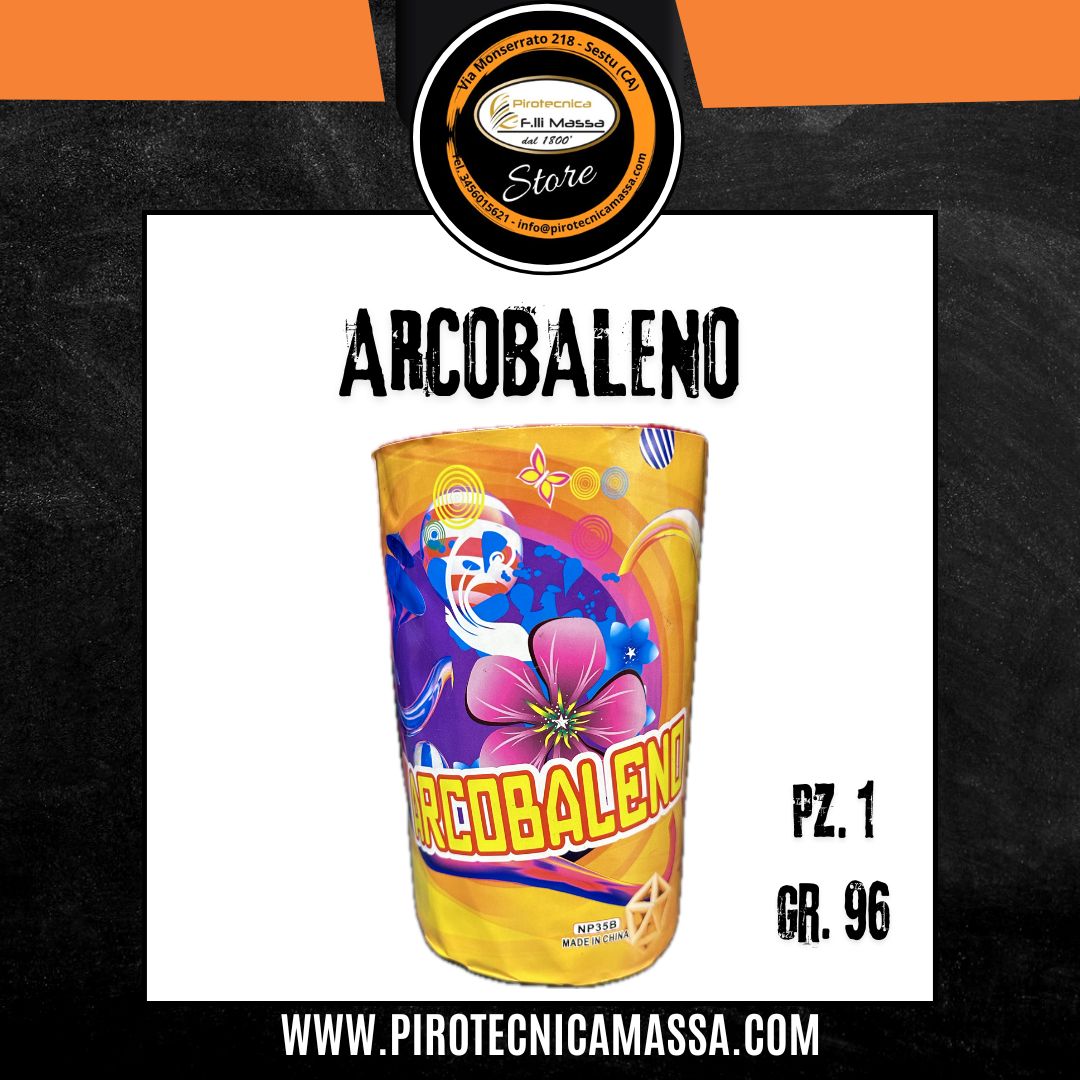 Via Monserrato 218 - Sestu (CA)
Pirotecnica
F.lli Massa
dal 1800'
Store
Tel. 3456015621 - info@pirotecnicamassa.com
ARCOBALENO
ARCOBALENO
NP35B
MADE IN CHINA
PZ. 1
GR. 96
WWW.PIROTECNICAMASSA.COM